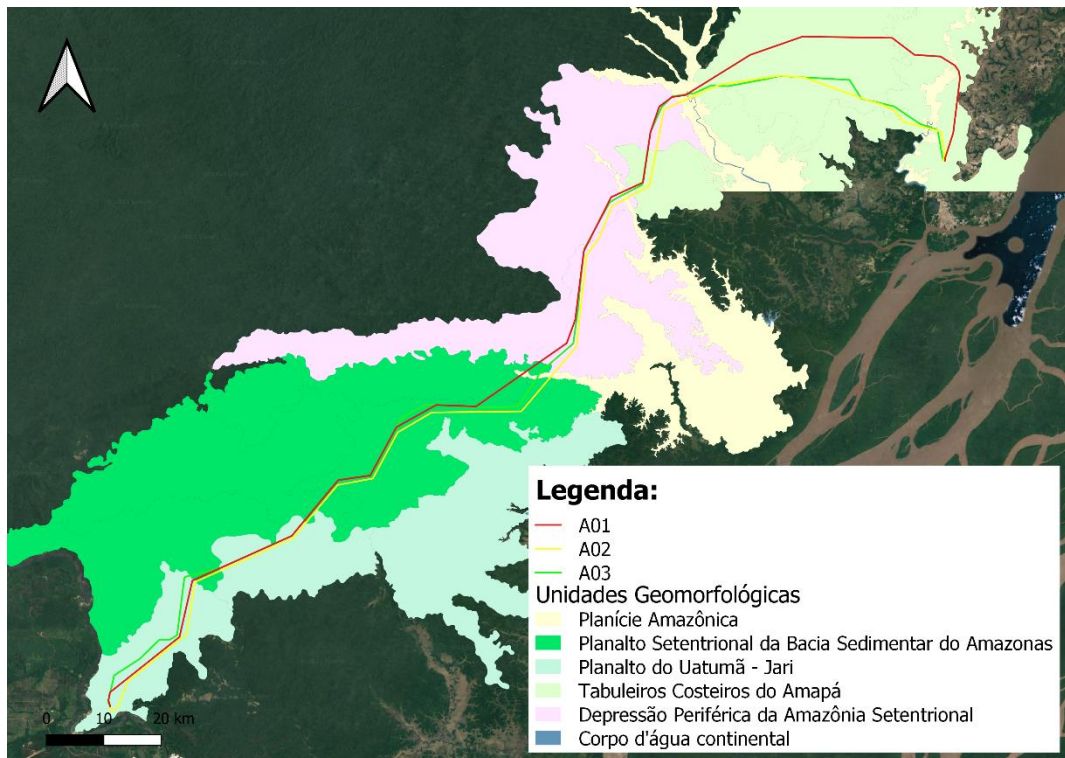 Legenda:
A01
A02
A03
Unidades Geomorfológicas
Planície Amazônica
Planalto Setentrional da Bacia Sedimentar do Amazonas
Planalto do Uatumã - Jari
Tabuleiros Costeiros do Amapá
Depressão Periférica da Amazônia Setentrional
Corpo d'água continental
0 10 20 km